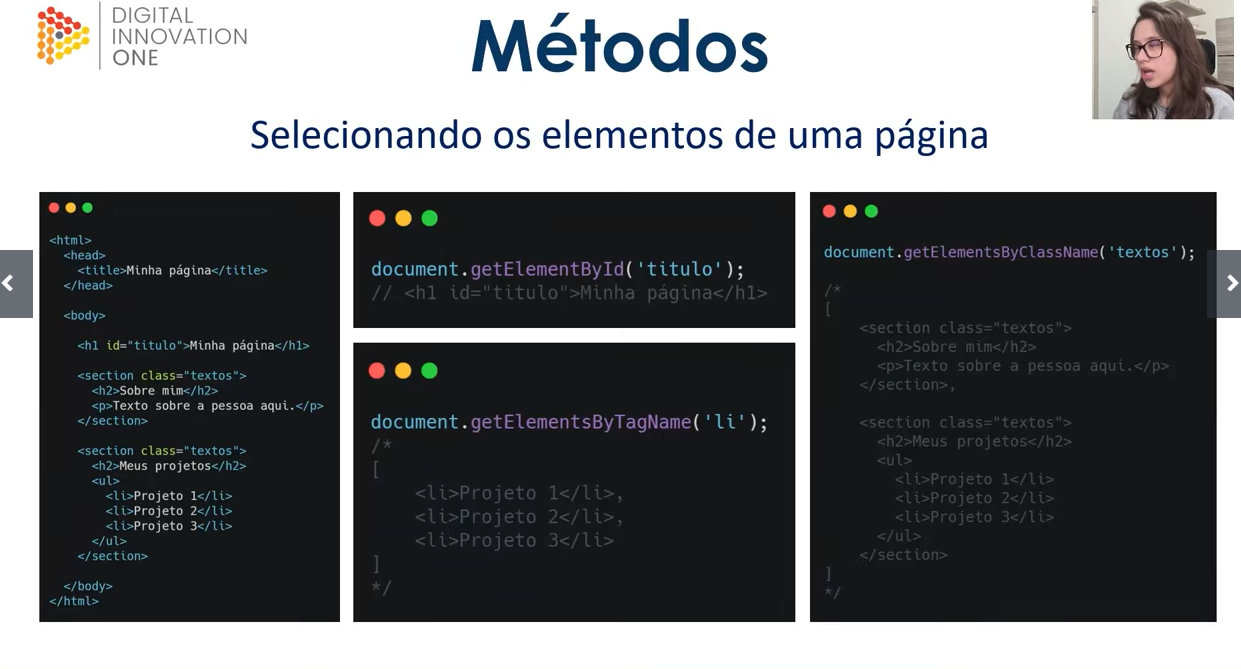 DIGITAL
INNOVATION
ONE
Métodos
Selecionando os elementos de uma página
<html>
<head>
<title>Minha página</title>
</head>
<body>
<h1 id="titulo">Minha página</h1>
<section class="textos">
<h2>Sobre mim</h2>
<p>Texto sobre a pessoa aqui.</p>
</section>
<section class="textos">
<h2>Meus projetos</h2>
<ul>
<li>Projeto 1</li>
<li>Projeto 2</li>
<li>Projeto 3</li>
</ul>
</section>
</body>
</html>
document.getElementById('titulo');
// <h1 id="titulo">Minha página</h1>
document.getElementsByTagName('li');
/*
[
<li>Projeto 1</li>,
<li>Projeto 2</li>,
<li>Projeto 3</li>
]
*/
document.getElementsByClassName('textos');
/*
[
<section class="textos">
<h2>Sobre mim</h2>
<p>Texto sobre a pessoa aqui.</p>
</section>,
<section class="textos">
<h2>Meus projetos</h2>
<ul>
<li>Projeto 1</li>
<li>Projeto 2</li>
<li>Projeto 3</li>
</ul>
</section>
]
*/